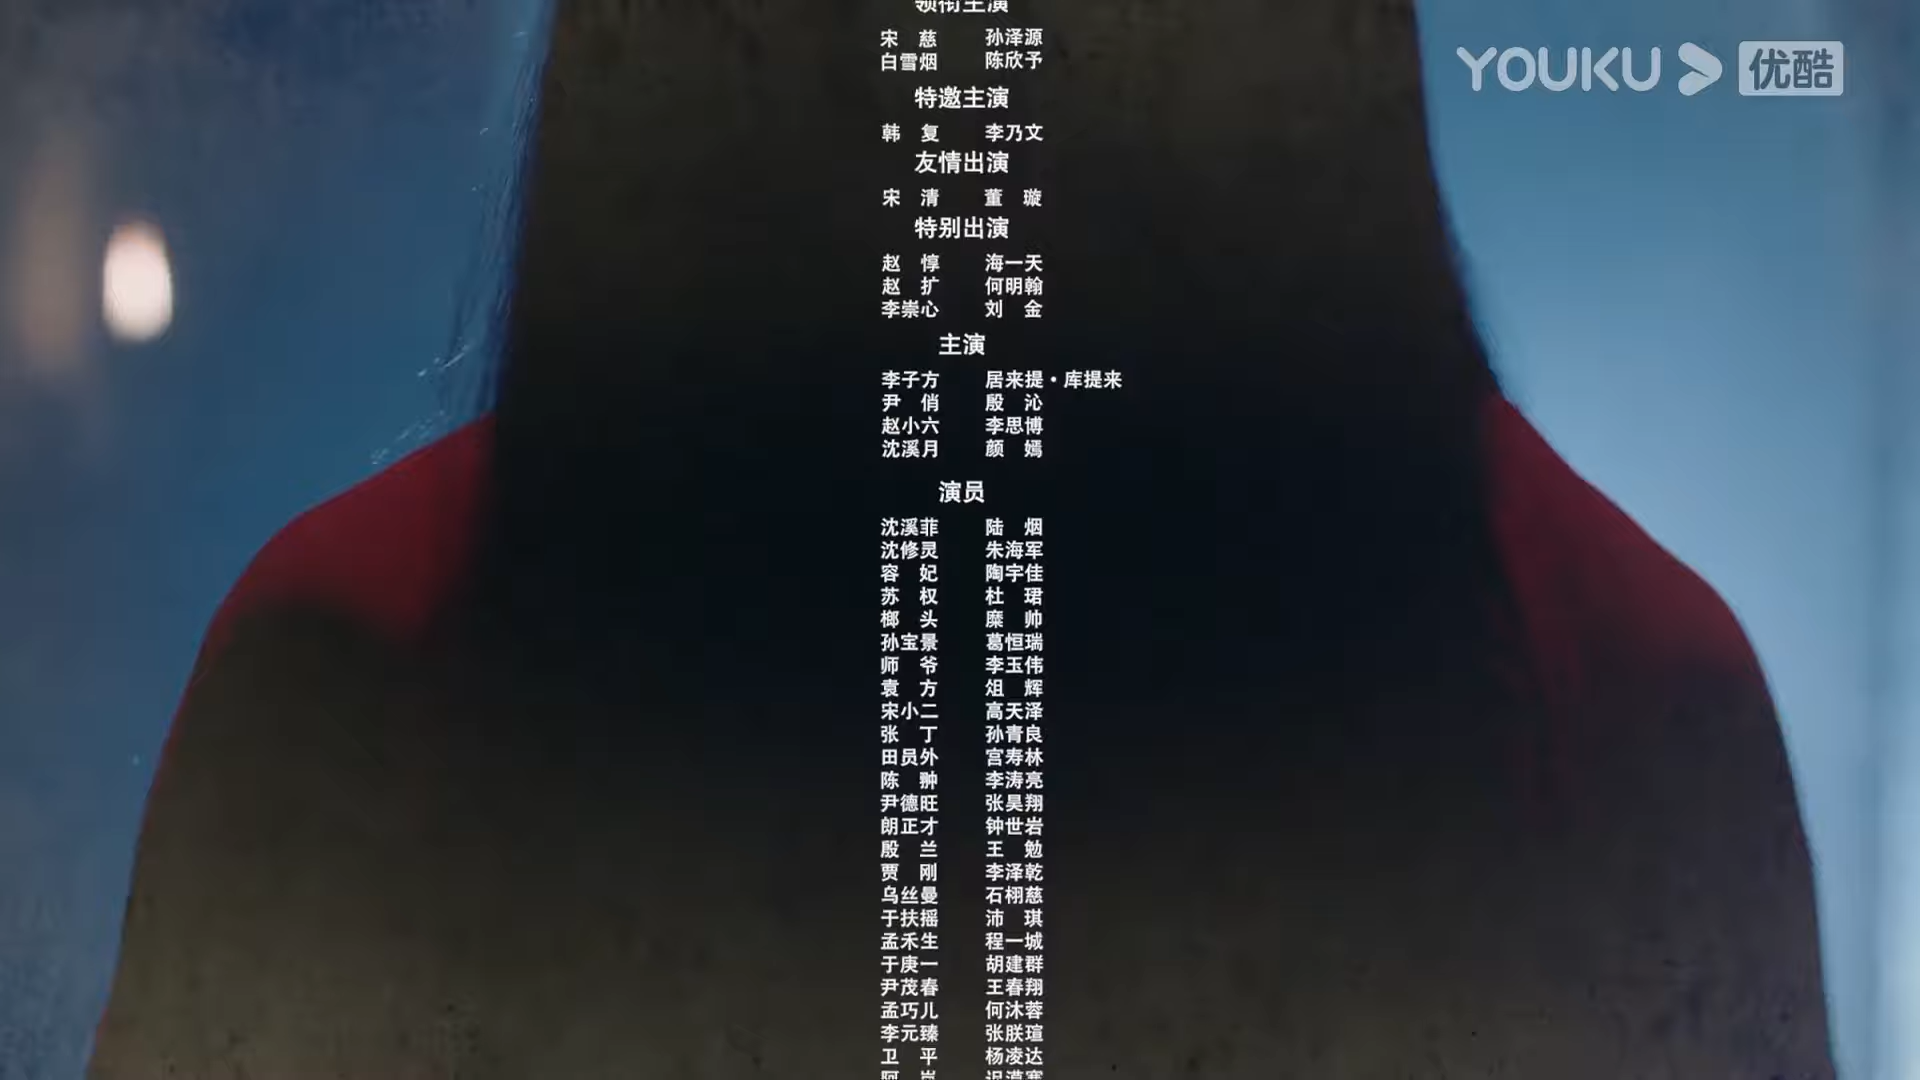 领衔主演
YOUKU 优酷
宋 慈 孙泽源
白雪烟 陈欣予
特邀主演
韩 复 李乃文
友情出演
宋 清 董 璇
特别出演
赵 惇 海一天
赵 扩 何明翰
李崇心 刘 金
主演
李子方 居来提·库提来
尹 俏 殷 沁
赵小六 李思博
沈溪月 颜 嫣
演员
沈溪菲 陆 烟
沈修灵 朱海军
容 妃 陶宇佳
苏 权 杜 珺
榔 头 糜 帅
孙宝景 葛恒瑞
师 爷 李玉伟
袁 方 俎 辉
宋小二 高天泽
张 丁 孙青良
田员外 宫寿林
陈 翀 李涛亮
尹德旺 张昊翔
朗正才 钟世岩
殷 兰 王 勉
贾 刚 李泽乾
乌丝曼 石栩慈
于扶摇 沛 琪
孟禾生 程一城
于庚一 胡建群
尹茂春 王春翔
孟巧儿 何沐蓉
李元臻 张朕瑄
卫 平 杨凌达